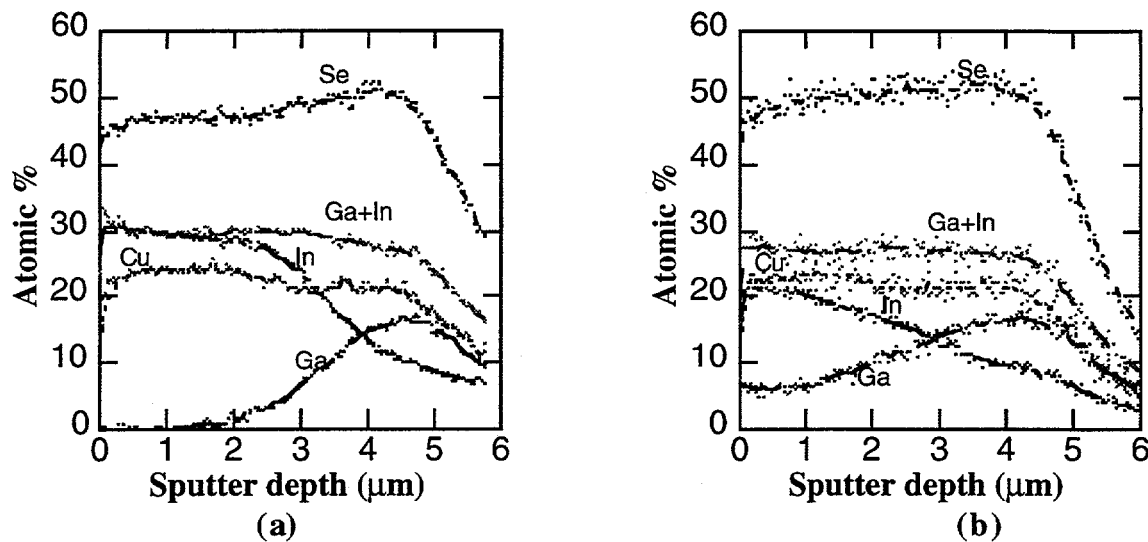 60
50
40
30
20
10
0
Atomic %
Se
Ga+In
Cu
In
Ga
0 1 2 3 4 5 6
Sputter depth (μm)
(a)
60
50
40
30
20
10
0
Atomic %
Se
Ga+In
Cu
In
Ga
0 1 2 3 4 5 6
Sputter depth (μm)
(b)